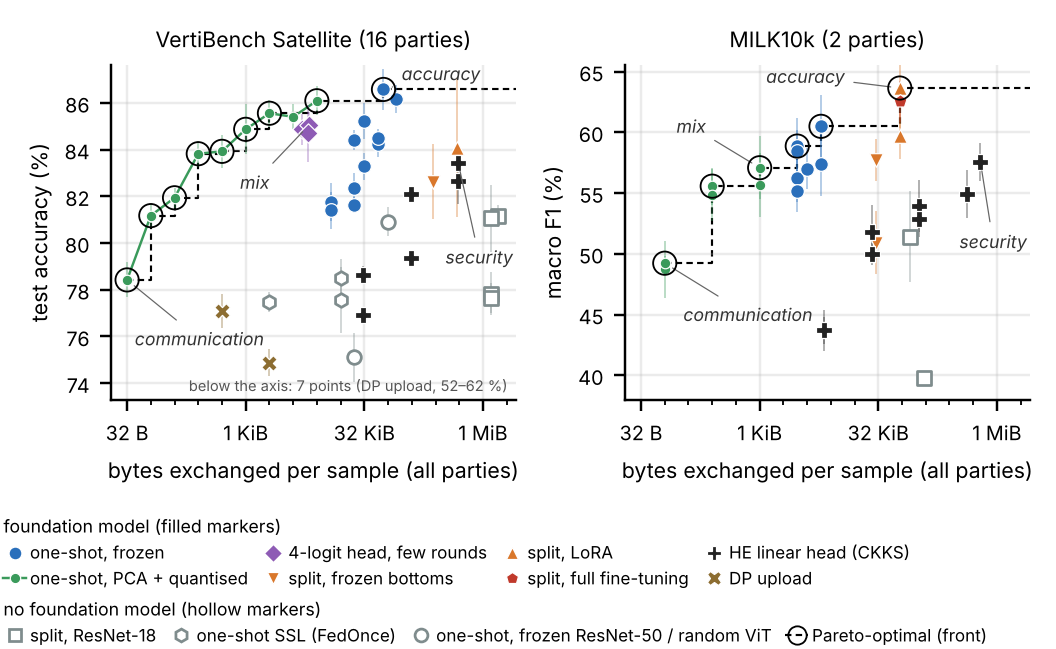 VertiBench Satellite (16 parties)
test accuracy (%)
86
84
82
80
78
76
74
accuracy
mix
security
communication
below the axis: 7 points (DP upload, 52–62 %)
32 B
1 KiB
32 KiB
1 MiB
bytes exchanged per sample (all parties)
MILK10k (2 parties)
macro F1 (%)
65
60
55
50
45
40
accuracy
mix
security
communication
32 B
1 KiB
32 KiB
1 MiB
bytes exchanged per sample (all parties)
foundation model (filled markers)
one-shot, frozen
4-logit head, few rounds
split, LoRA
HE linear head (CKKS)
one-shot, PCA + quantised
split, frozen bottoms
split, full fine-tuning
DP upload
no foundation model (hollow markers)
split, ResNet-18
one-shot SSL (FedOnce)
one-shot, frozen ResNet-50 / random ViT
Pareto-optimal (front)